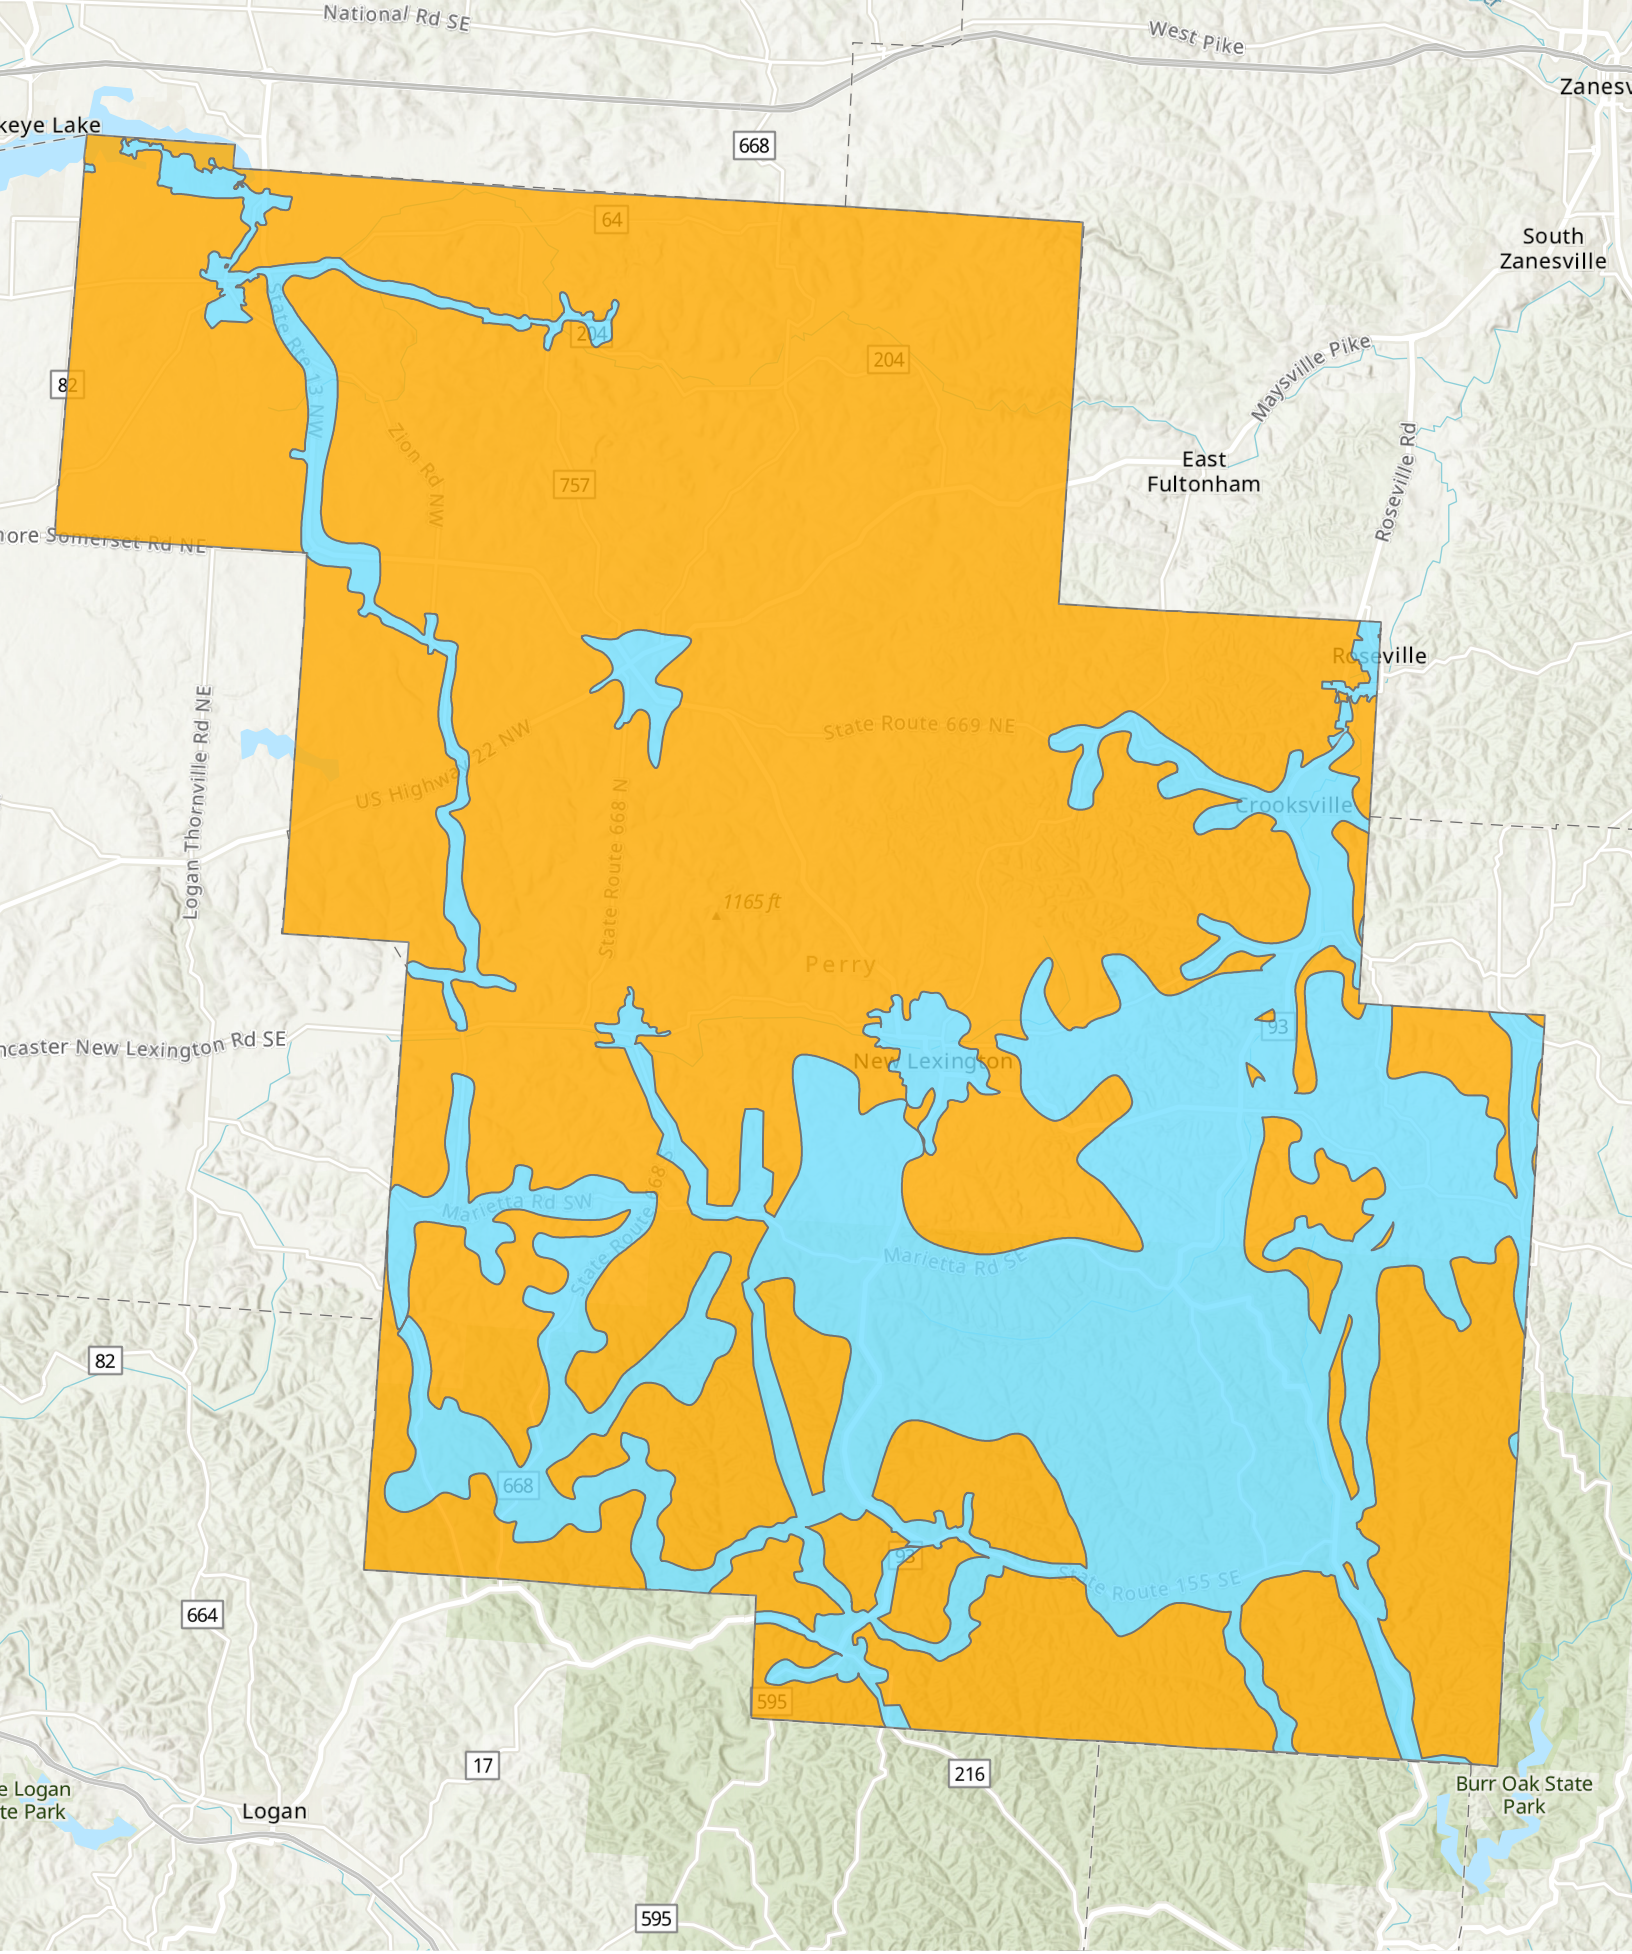 National Rd SE
West Pike
Zanesv
keye Lake
668
64
South
Zanesville
State Rte 13 NW
204
204
Maysville Pike
82
Zion Rd NW
757
East
Fultonham
Roseville Rd
more Somerset Rd NE
Roseville
Logan Thornville Rd NE
US Highway 22 NW
State Route 669 NE
State Route 668 N
Crooksville
1165 ft
Perry
ncaster New Lexington Rd SE
93
New Lexington
Marietta Rd SW
State Route 668 S
Marietta Rd SE
82
668
93
State Route 155 SE
664
595
17
216
e Logan
te Park
Logan
Burr Oak State
Park
595